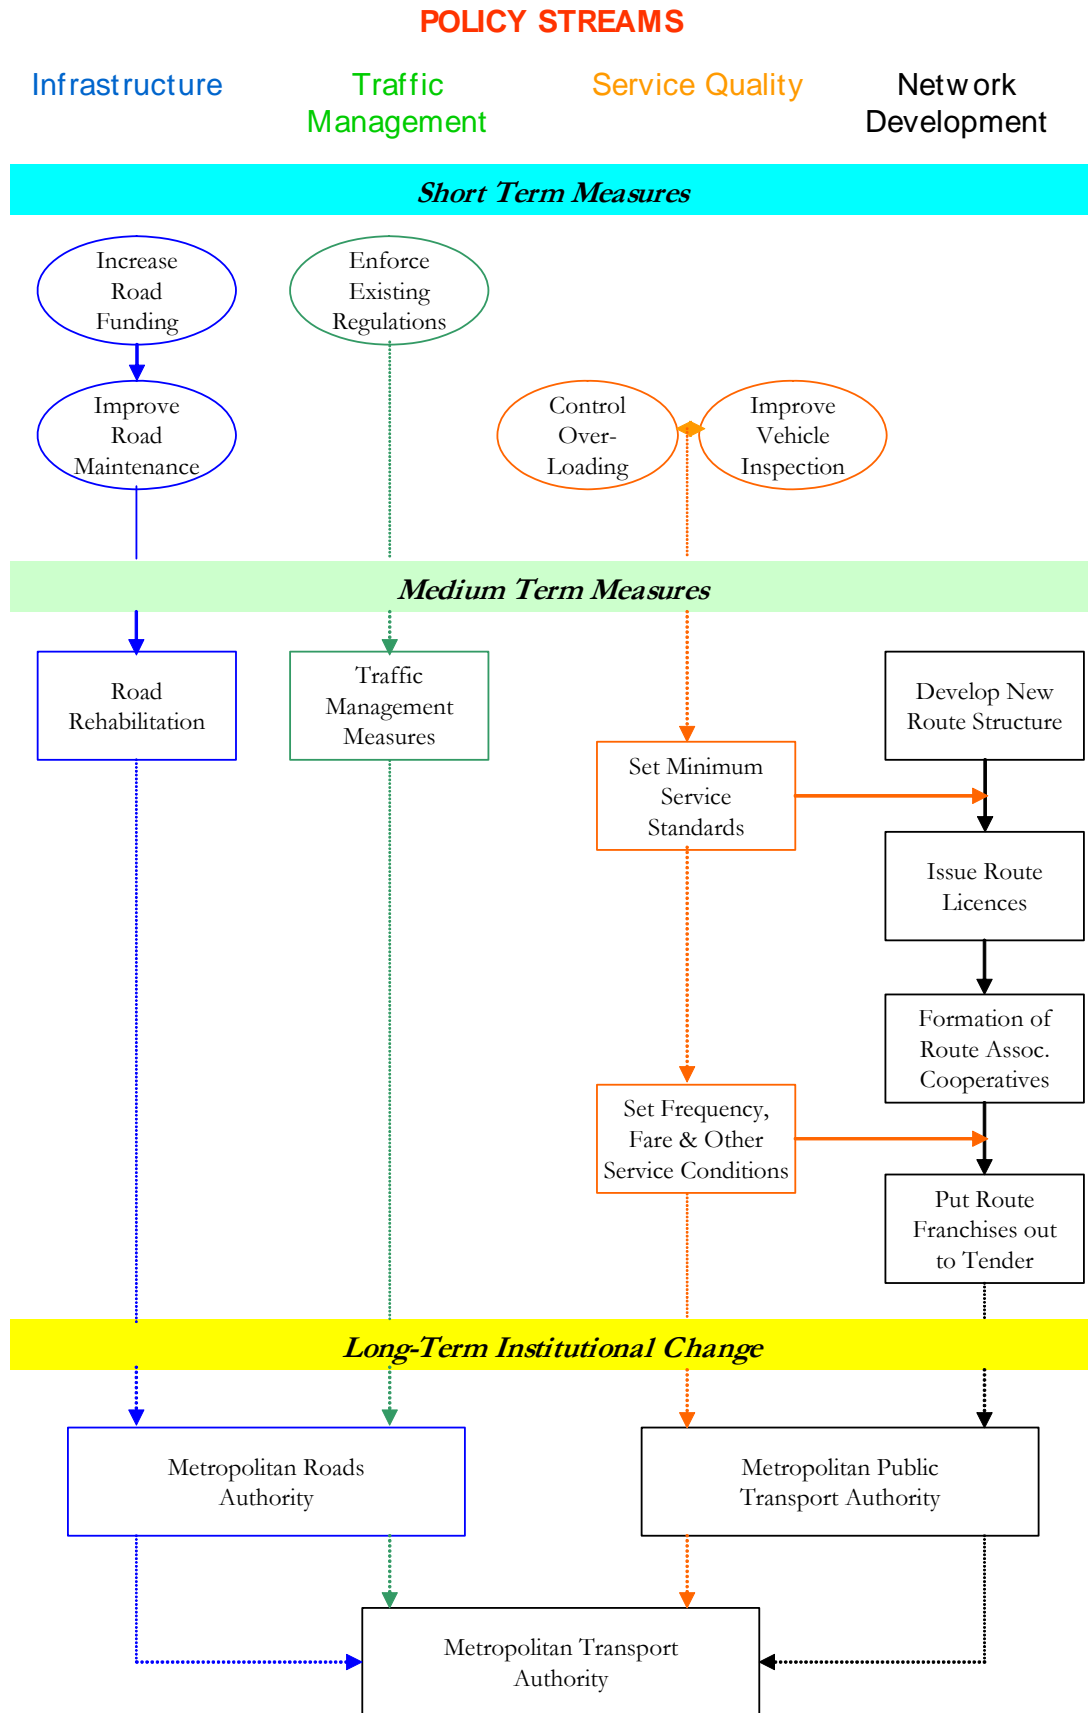 POLICY STREAMS
Infrastructure
Traffic
Management
Service Quality
Network
Development
Short Term Measures
Increase
Road
Funding
Enforce
Existing
Regulations
Improve
Road
Maintenance
Control
Over-
Loading
Improve
Vehicle
Inspection
Medium Term Measures
Road
Rehabilitation
Traffic
Management
Measures
Develop New
Route Structure
Set Minimum
Service
Standards
Issue Route
Licences
Formation of
Route Assoc.
Cooperatives
Set Frequency,
Fare & Other
Service Conditions
Put Route
Franchises out
to Tender
Long-Term Institutional Change
Metropolitan Roads
Authority
Metropolitan Public
Transport Authority
Metropolitan Transport
Authority